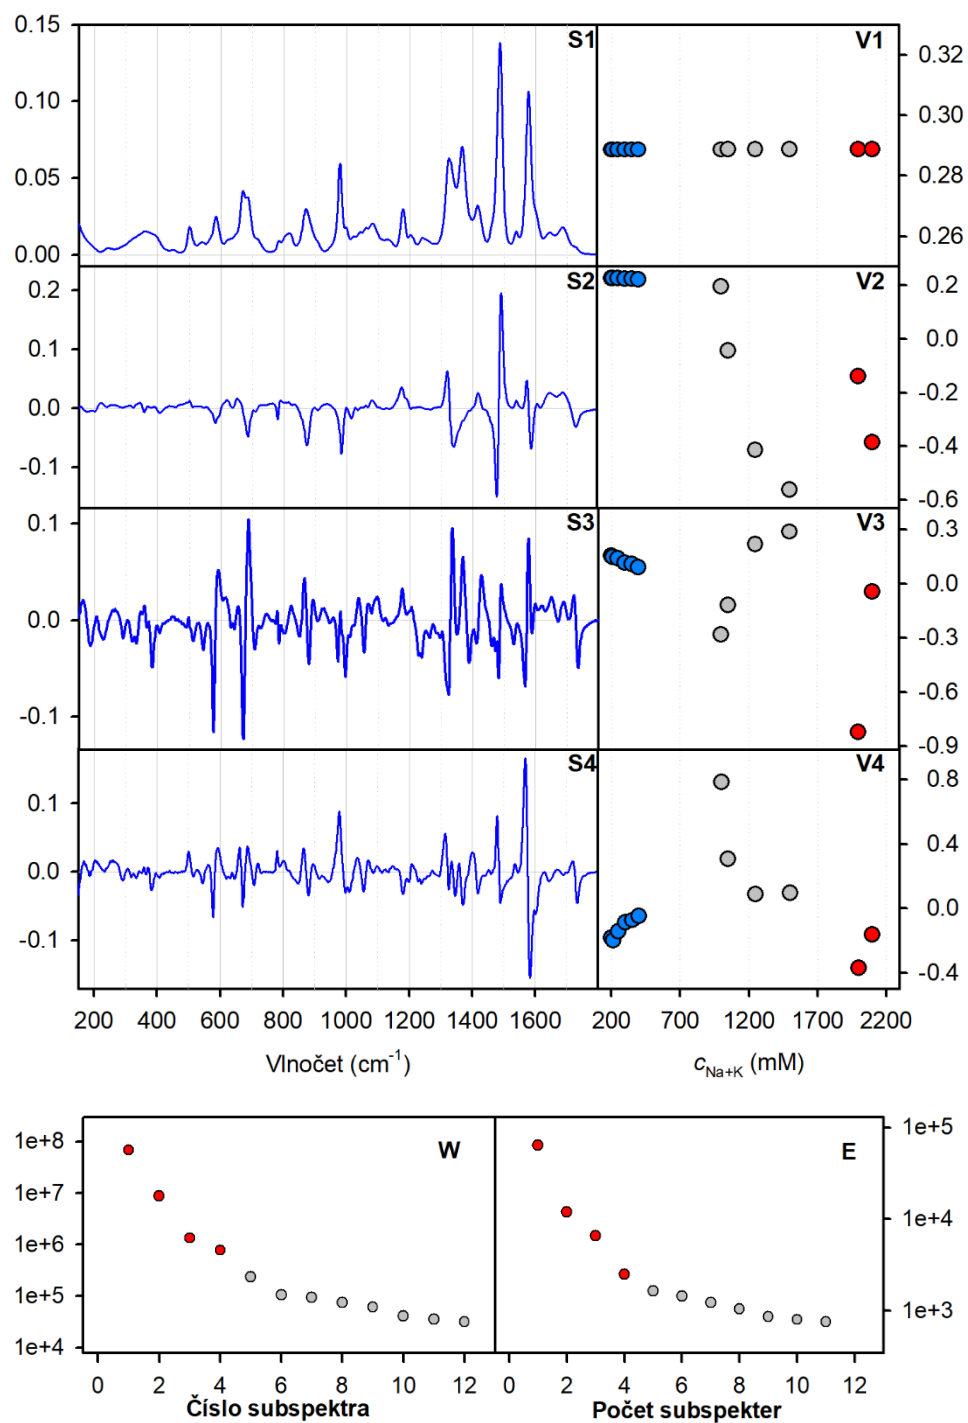 0.15
S1
V1
0.32
0.10
0.30
0.05
0.28
0.00
0.26
S2
V2
0.2
0.2
0.1
0.0
0.0
-0.2
-0.1
-0.4
-0.6
0.1
S3
V3
0.3
0.0
0.0
-0.3
-0.1
-0.6
-0.9
S4
V4
0.8
0.1
0.4
0.0
0.0
-0.1
-0.4
200 400 600 800 1000 1200 1400 1600 200 700 1200 1700 2200
Vlnočet (cm⁻¹) c Na+K (mM)
1e+8
W
E
1e+5
1e+7
1e+6
1e+4
1e+5
1e+3
1e+4
0 2 4 6 8 10 12 0 2 4 6 8 10 12
Číslo subspektra Počet subspekter